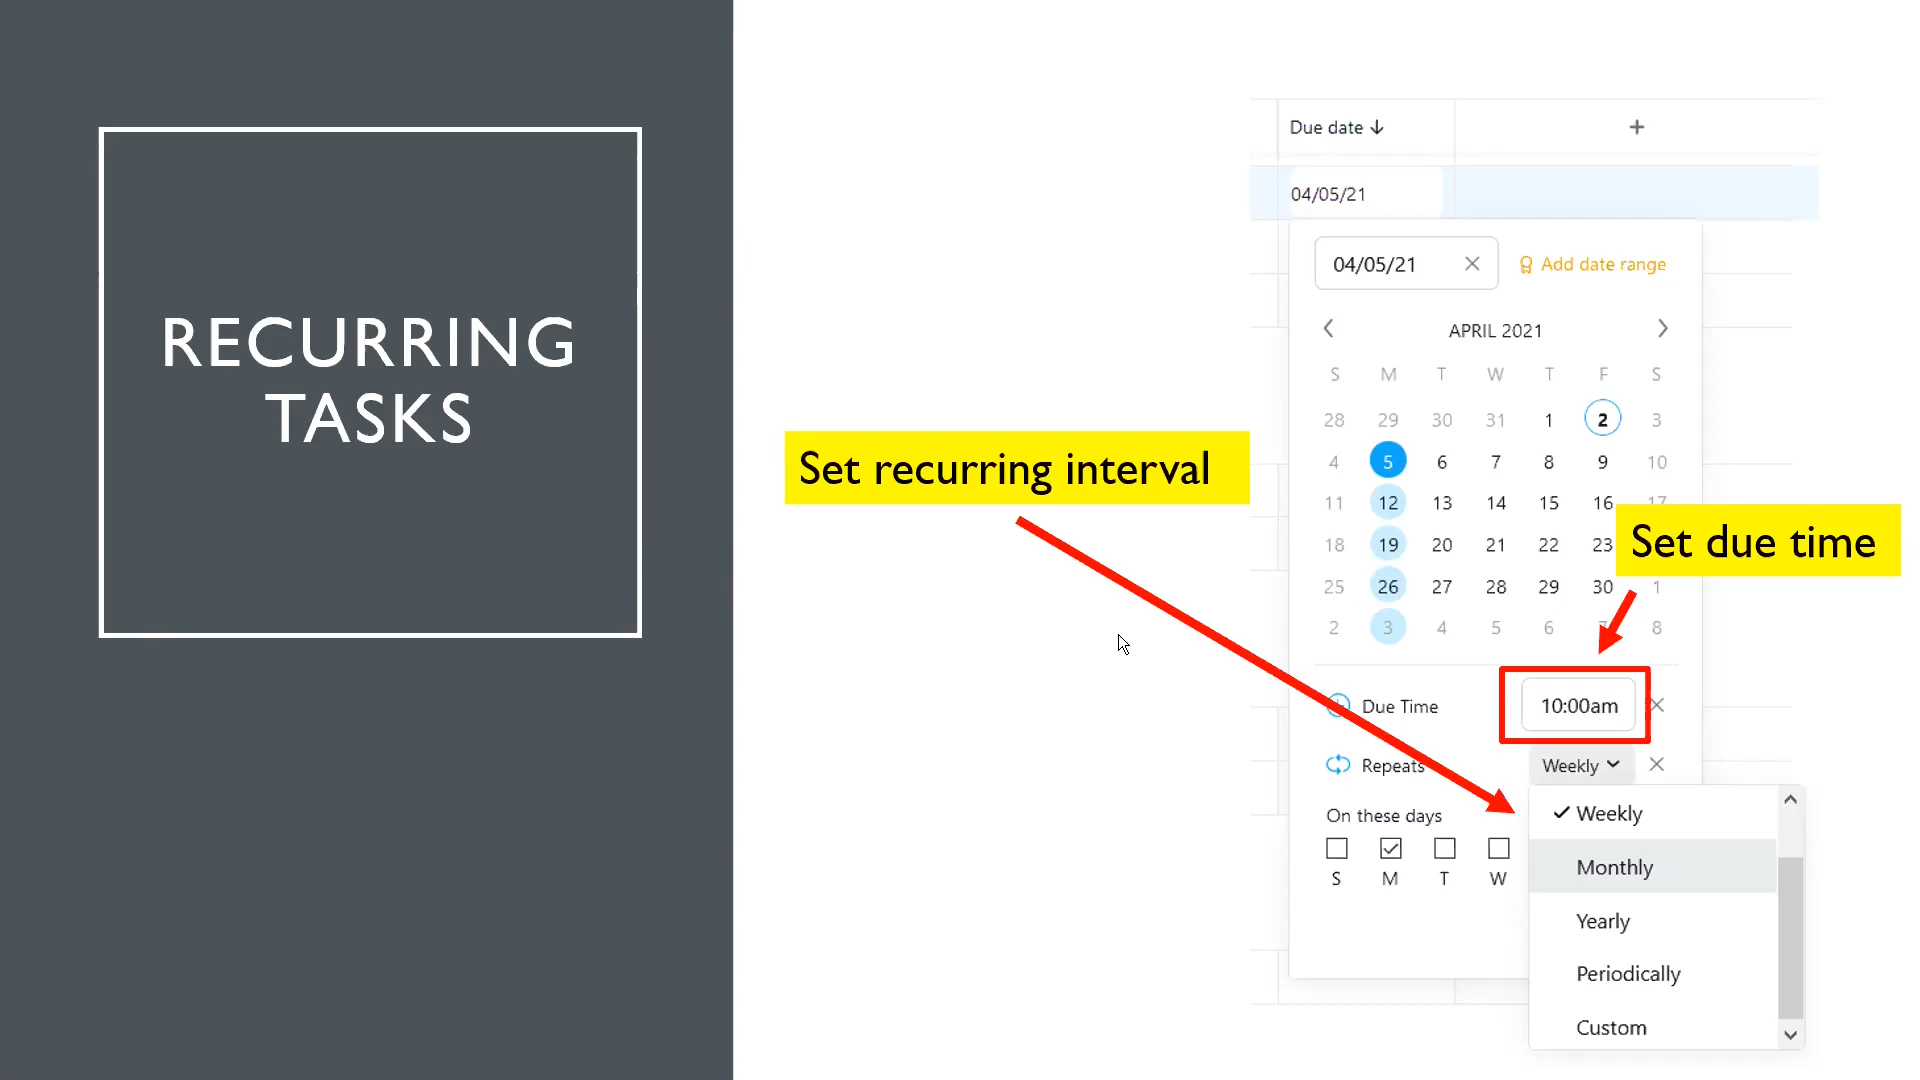 RECURRING
TASKS
Due date ↓ +
04/05/21
04/05/21 Add date range
APRIL 2021
S M T W T F S
28 29 30 31 1 2 3
4 5 6 7 8 9 10
Set recurring interval
11 12 13 14 15 16 17
Set due time
18 19 20 21 22 23
25 26 27 28 29 30 1
2 3 4 5 6 7 8
Due Time 10:00am
Repeats Weekly
On these days
S M T W
Weekly
Monthly
Yearly
Periodically
Custom